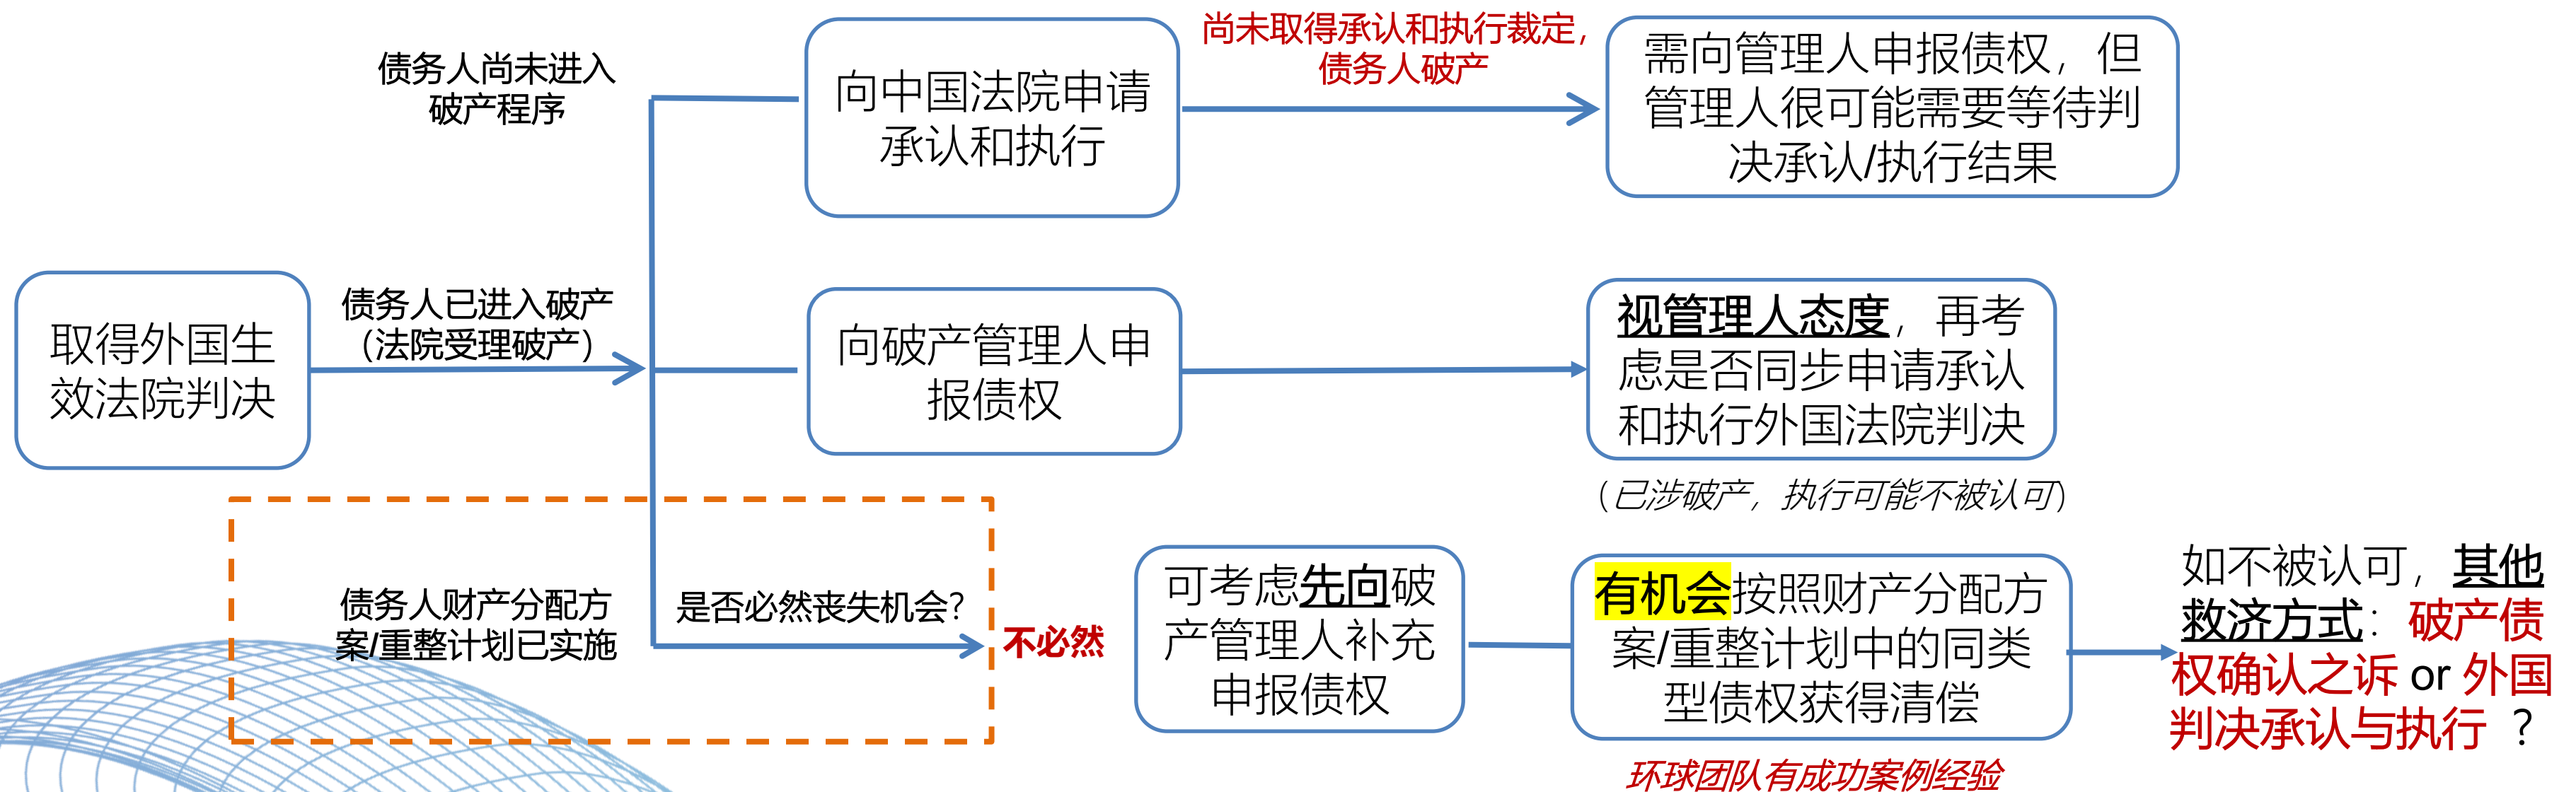 债务人尚未进入
破产程序
向中国法院申请
承认和执行
尚未取得承认和执行裁定，
债务人破产
需向管理人申报债权，但
管理人很可能需要等待判
决承认/执行结果
取得外国生
效法院判决
债务人已进入破产
（法院受理破产）
向破产管理人申
报债权
视管理人态度，再考
虑是否同步申请承认
和执行外国法院判决
（已涉破产，执行可能不被认可）
债务人财产分配方
案/重整计划已实施
是否必然丧失机会？
不必然
可考虑先向破
产管理人补充
申报债权
有机会按照财产分配方
案/重整计划中的同类
型债权获得清偿
环球团队有成功案例经验
如不被认可，其他
救济方式：破产债
权确认之诉 or 外国
判决承认与执行 ？